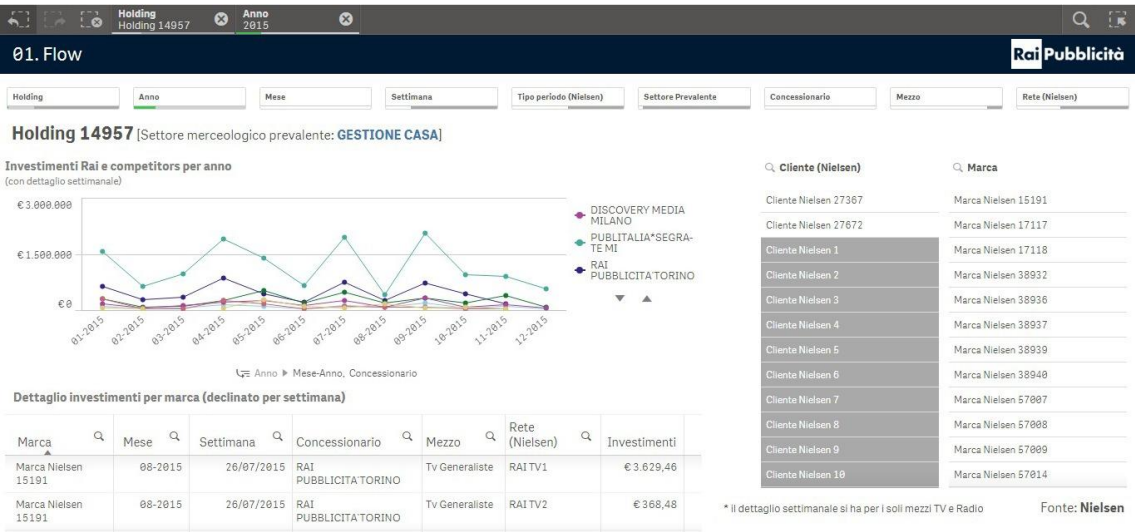 Holding
Holding 14957
Anno
2015
01. Flow
Rai Pubblicità
Holding
Anno
Mese
Settimana
Tipo periodo (Nielsen)
Settore Prevalente
Concessionario
Mezzo
Rete (Nielsen)
Holding 14957 [Settore merceologico prevalente: GESTIONE CASA]
Investimenti Rai e competitors per anno
(con dettaglio settimanale)
€ 3.000.000
€ 1.500.000
€ 0
01-2015
02-2015
03-2015
04-2015
05-2015
06-2015
07-2015
08-2015
09-2015
10-2015
11-2015
12-2015
DISCOVERY MEDIA
MILANO
PUBLITALIA*SEGRA-
TE MI
RAI
PUBBLICITA'TORINO
Anno ▶ Mese-Anno, Concessionario
Cliente (Nielsen)
Cliente Nielsen 27367
Cliente Nielsen 27672
Cliente Nielsen 1
Cliente Nielsen 2
Cliente Nielsen 3
Cliente Nielsen 4
Cliente Nielsen 5
Cliente Nielsen 6
Cliente Nielsen 7
Cliente Nielsen 8
Cliente Nielsen 9
Cliente Nielsen 10
Marca
Marca Nielsen 15191
Marca Nielsen 17117
Marca Nielsen 17118
Marca Nielsen 38932
Marca Nielsen 38936
Marca Nielsen 38937
Marca Nielsen 38939
Marca Nielsen 38940
Marca Nielsen 57007
Marca Nielsen 57008
Marca Nielsen 57009
Marca Nielsen 57014
Dettaglio investimenti per marca (declinato per settimana)
Marca
Mese
Settimana
Concessionario
Mezzo
Rete
(Nielsen)
Investimenti
Marca Nielsen
15191
08-2015
26/07/2015
RAI
PUBBLICITA'TORINO
Tv Generaliste
RAI TV1
€ 3.629,46
Marca Nielsen
15191
08-2015
26/07/2015
RAI
PUBBLICITA'TORINO
Tv Generaliste
RAI TV2
€ 368,48
* il dettaglio settimanale si ha per i soli mezzi TV e Radio
Fonte: Nielsen